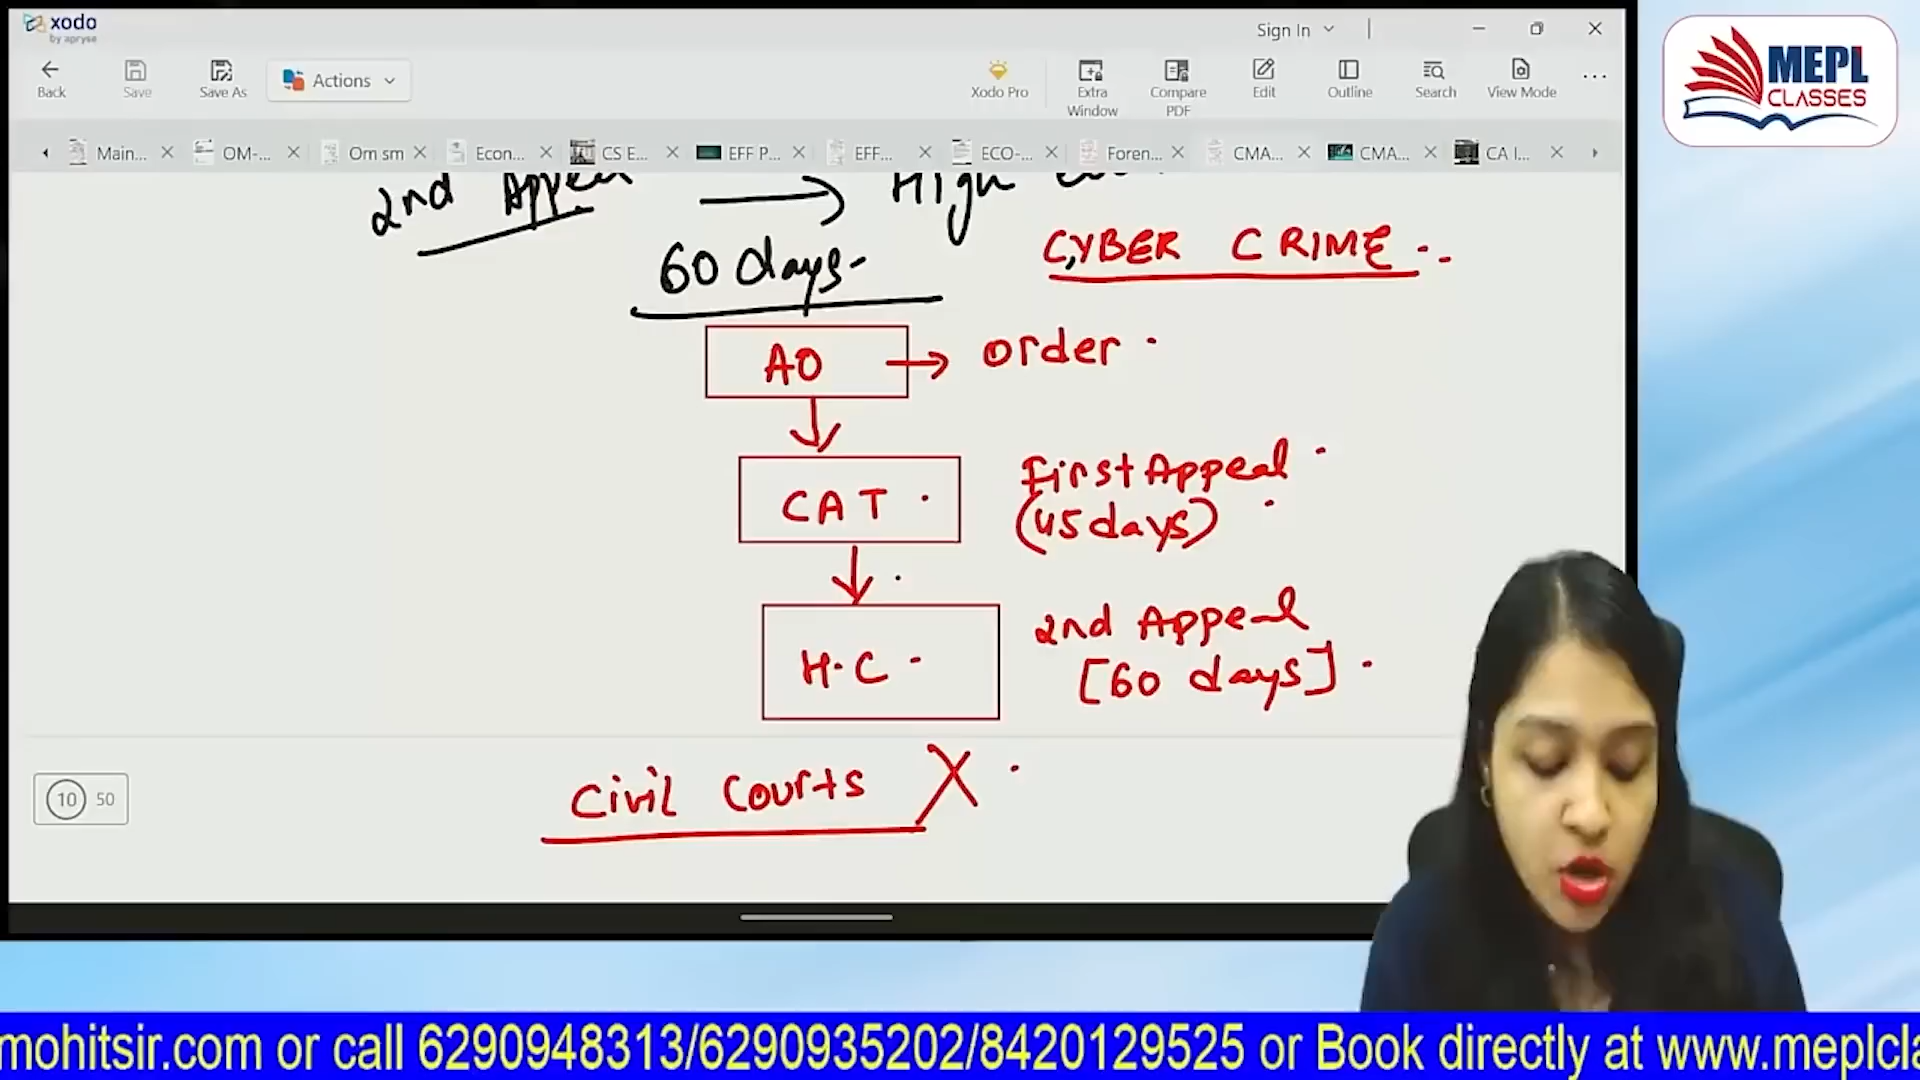 xodo
by apryse
Sign In
Back
Save
Save As
Actions
Xodo Pro
Extra Window
Compare PDF
Edit
Outline
Search
View Mode
MEPL
CLASSES
Main...
OM-...
Om sm
Econ...
CS E...
EFF P...
EFF...
ECO-...
Foren...
CMA...
CMA...
CA I...
2nd Appeal → High
60 days
CYBER CRIME
AO → order
CAT
First Appeal
(45 days)
H.C
2nd Appeal
[60 days]
Civil Courts X
10 50
mohitsir.com or call 6290948313/6290935202/8420129525 or Book directly at www.meplcla